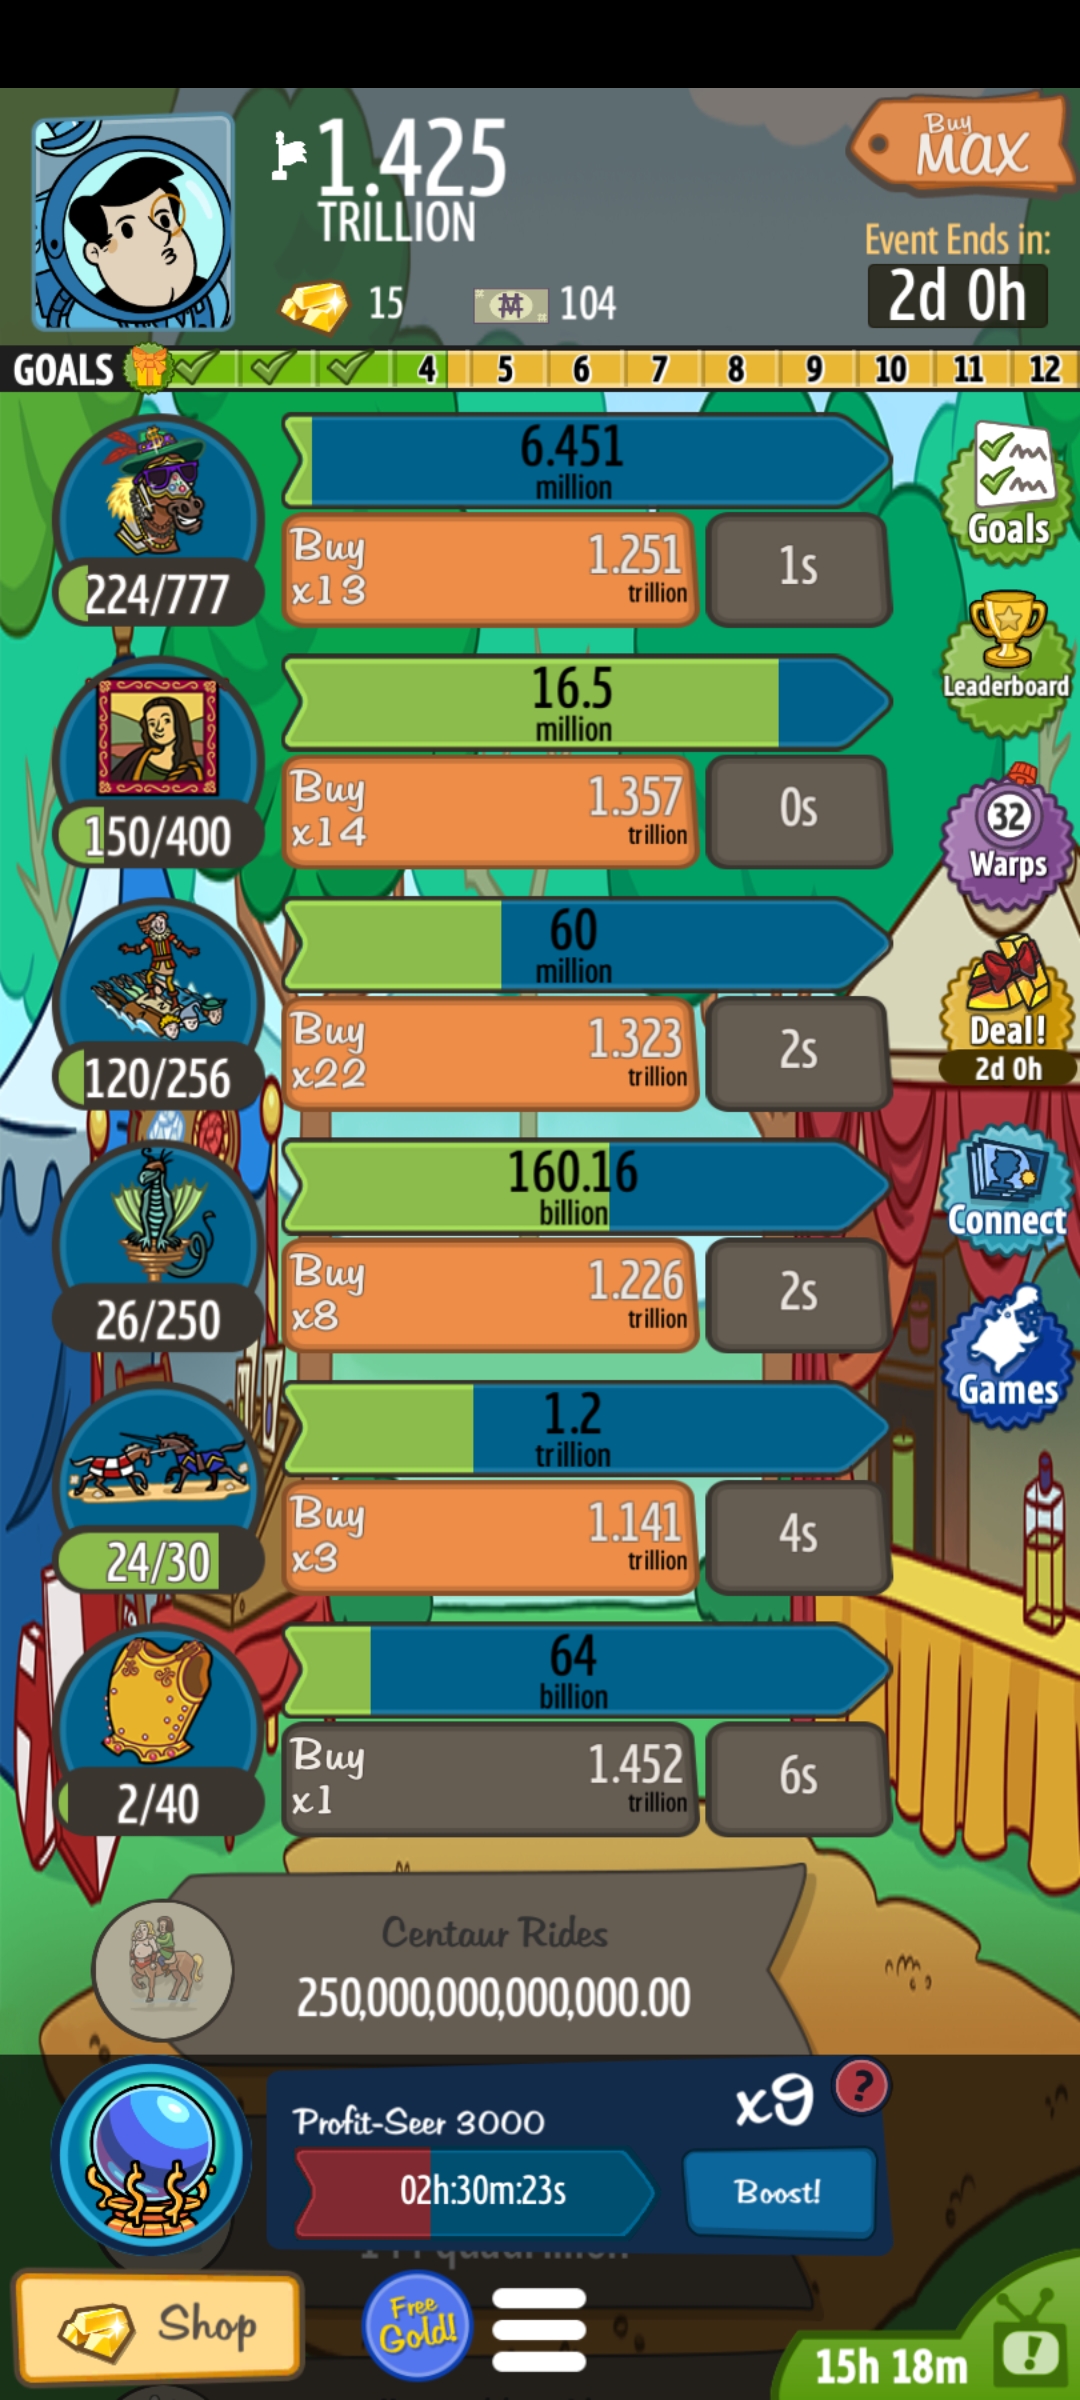 1.425
TRILLION
Buy
MAX
Event Ends in:
2d 0h
15
104
GOALS
4 5 6 7 8 9 10 11 12
6.451
million
Buy
x13
1.251
trillion
1s
224/777
Goals
16.5
million
Buy
x14
1.357
trillion
0s
150/400
Leaderboard
60
million
Buy
x22
1.323
trillion
2s
120/256
32
Warps
Deal!
2d 0h
160.16
billion
Buy
x8
1.226
trillion
2s
26/250
Connect
Games
1.2
trillion
Buy
x3
1.141
trillion
4s
24/30
64
billion
Buy
x1
1.452
trillion
6s
2/40
Centaur Rides
250,000,000,000,000.00
Profit-Seer 3000
x9
?
02h:30m:23s
Boost!
Shop
Free
Gold!
15h 18m
!